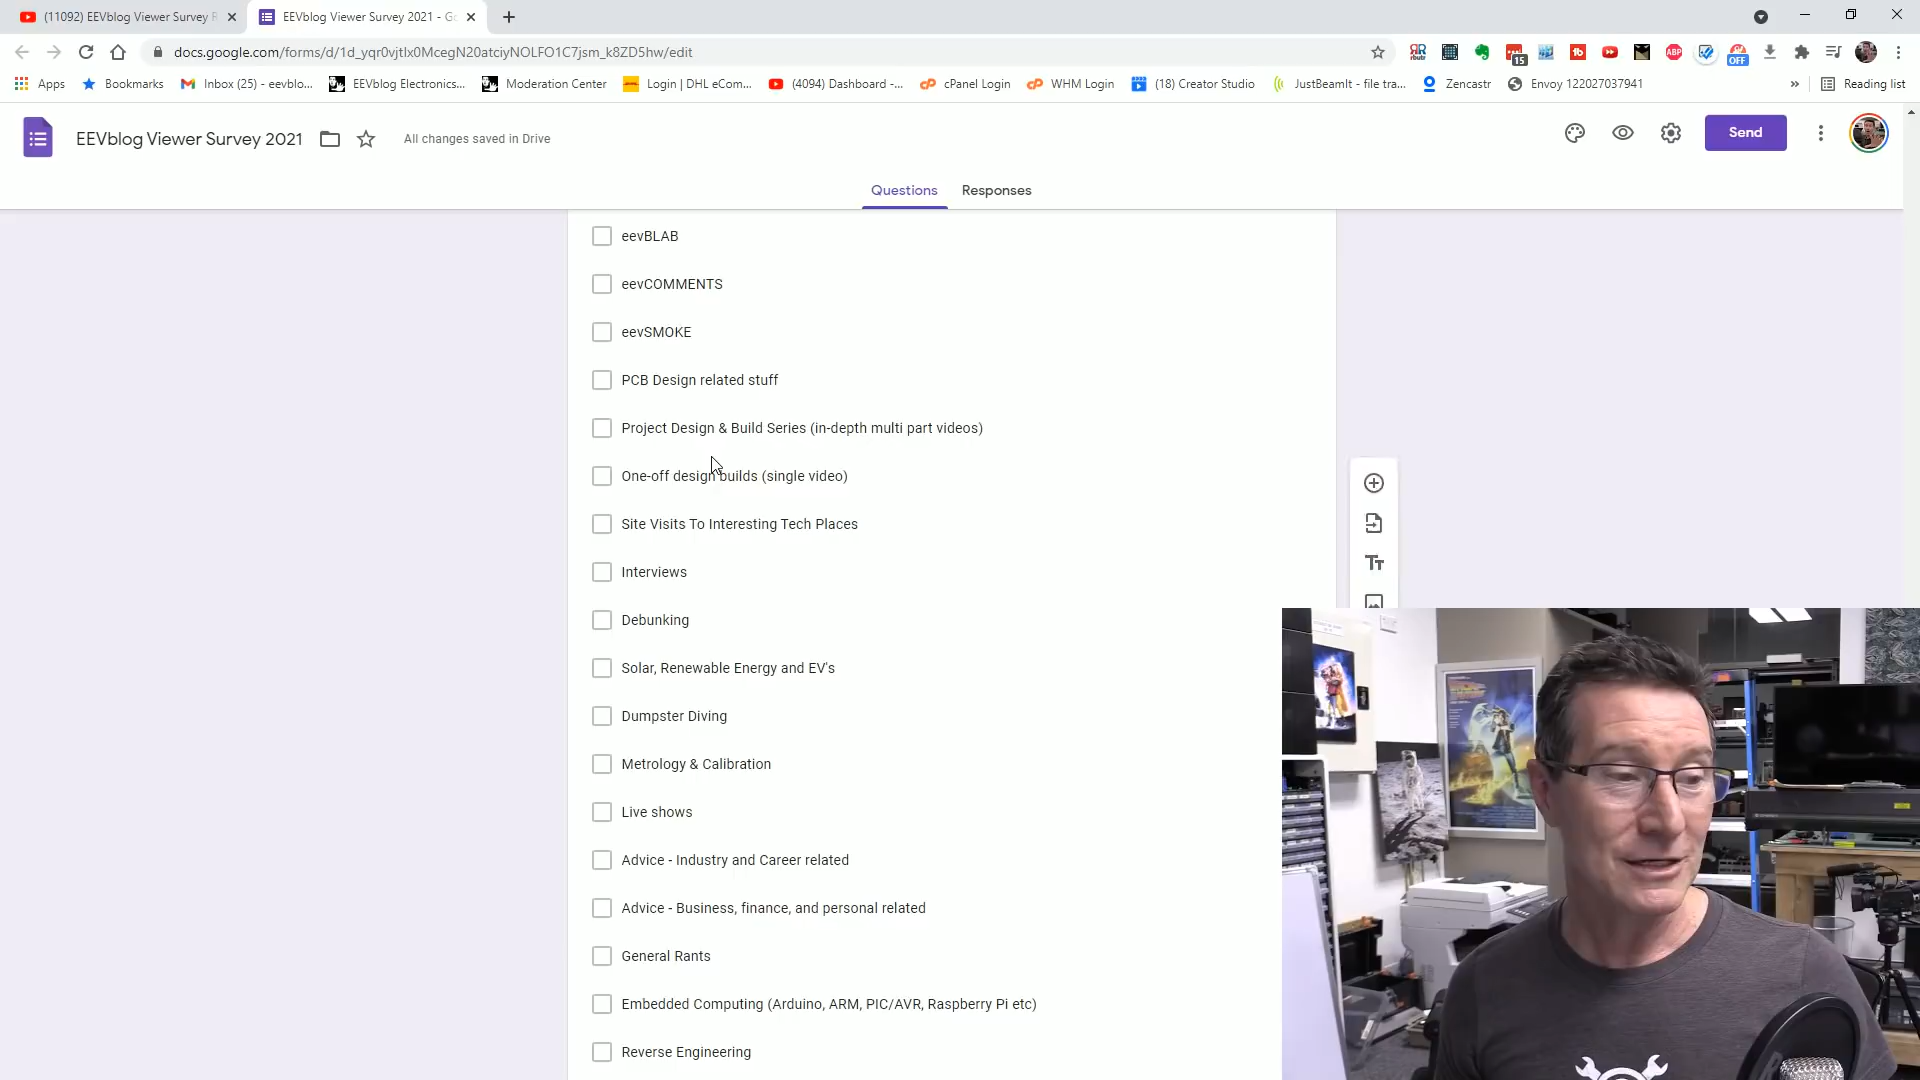 (11092) EEVblog Viewer Survey R
EEVblog Viewer Survey 2021 - Go
docs.google.com/forms/d/1d_yqr0vjtIx0McegN20atciyNOLFO1C7jsm_k8ZD5hw/edit
15
ABP
OFF
Apps
Bookmarks
Inbox (25) - eevblo...
EEVblog Electronics...
Moderation Center
Login | DHL eCom...
(4094) Dashboard -...
cPanel Login
WHM Login
(18) Creator Studio
JustBeamIt - file tra...
Zencastr
Envoy 122027037941
»
Reading list
EEVblog Viewer Survey 2021
All changes saved in Drive
Send
Questions
Responses
eevBLAB
eevCOMMENTS
eevSMOKE
PCB Design related stuff
Project Design & Build Series (in-depth multi part videos)
One-off design builds (single video)
Site Visits To Interesting Tech Places
Interviews
Debunking
Solar, Renewable Energy and EV's
Dumpster Diving
Metrology & Calibration
Live shows
Advice - Industry and Career related
Advice - Business, finance, and personal related
General Rants
Embedded Computing (Arduino, ARM, PIC/AVR, Raspberry Pi etc)
Reverse Engineering